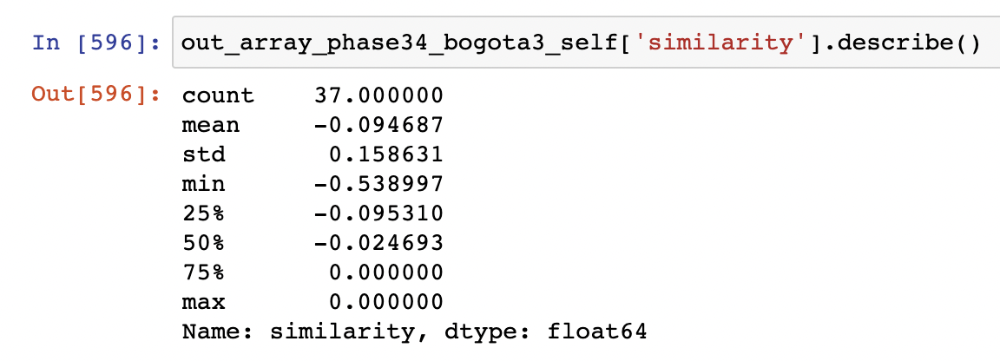 In [596]: out_array_phase34_bogota3_self['similarity'].describe()
Out[596]: count 37.000000
mean -0.094687
std 0.158631
min -0.538997
25% -0.095310
50% -0.024693
75% 0.000000
max 0.000000
Name: similarity, dtype: float64